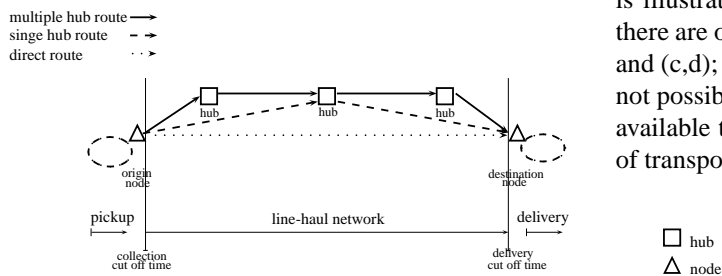 multiple hub route
singe hub route
direct route
hub
hub
hub
origin
node
destination
node
pickup
line-haul network
delivery
collection
cut off time
delivery
cut off time
is illustrat
there are o
and (c,d);
not possib
available t
of transpo
hub
node